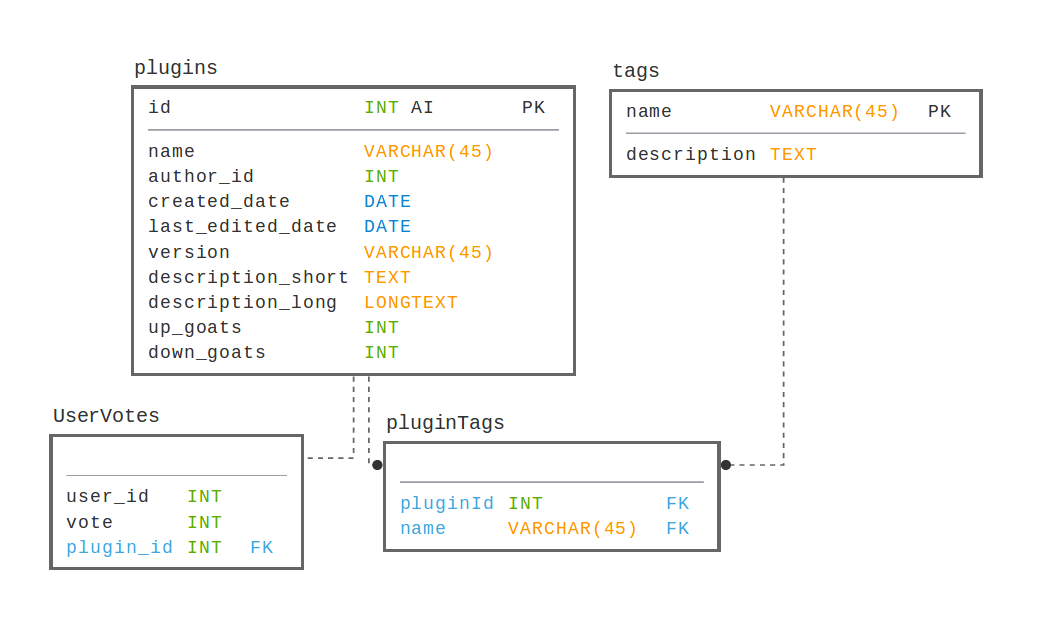 plugins
id INT AI PK
name VARCHAR(45)
author_id INT
created_date DATE
last_edited_date DATE
version VARCHAR(45)
description_short TEXT
description_long LONGTEXT
up_goats INT
down_goats INT
tags
name VARCHAR(45) PK
description TEXT
UserVotes
user_id INT
vote INT
plugin_id INT FK
pluginTags
pluginId INT FK
name VARCHAR(45) FK